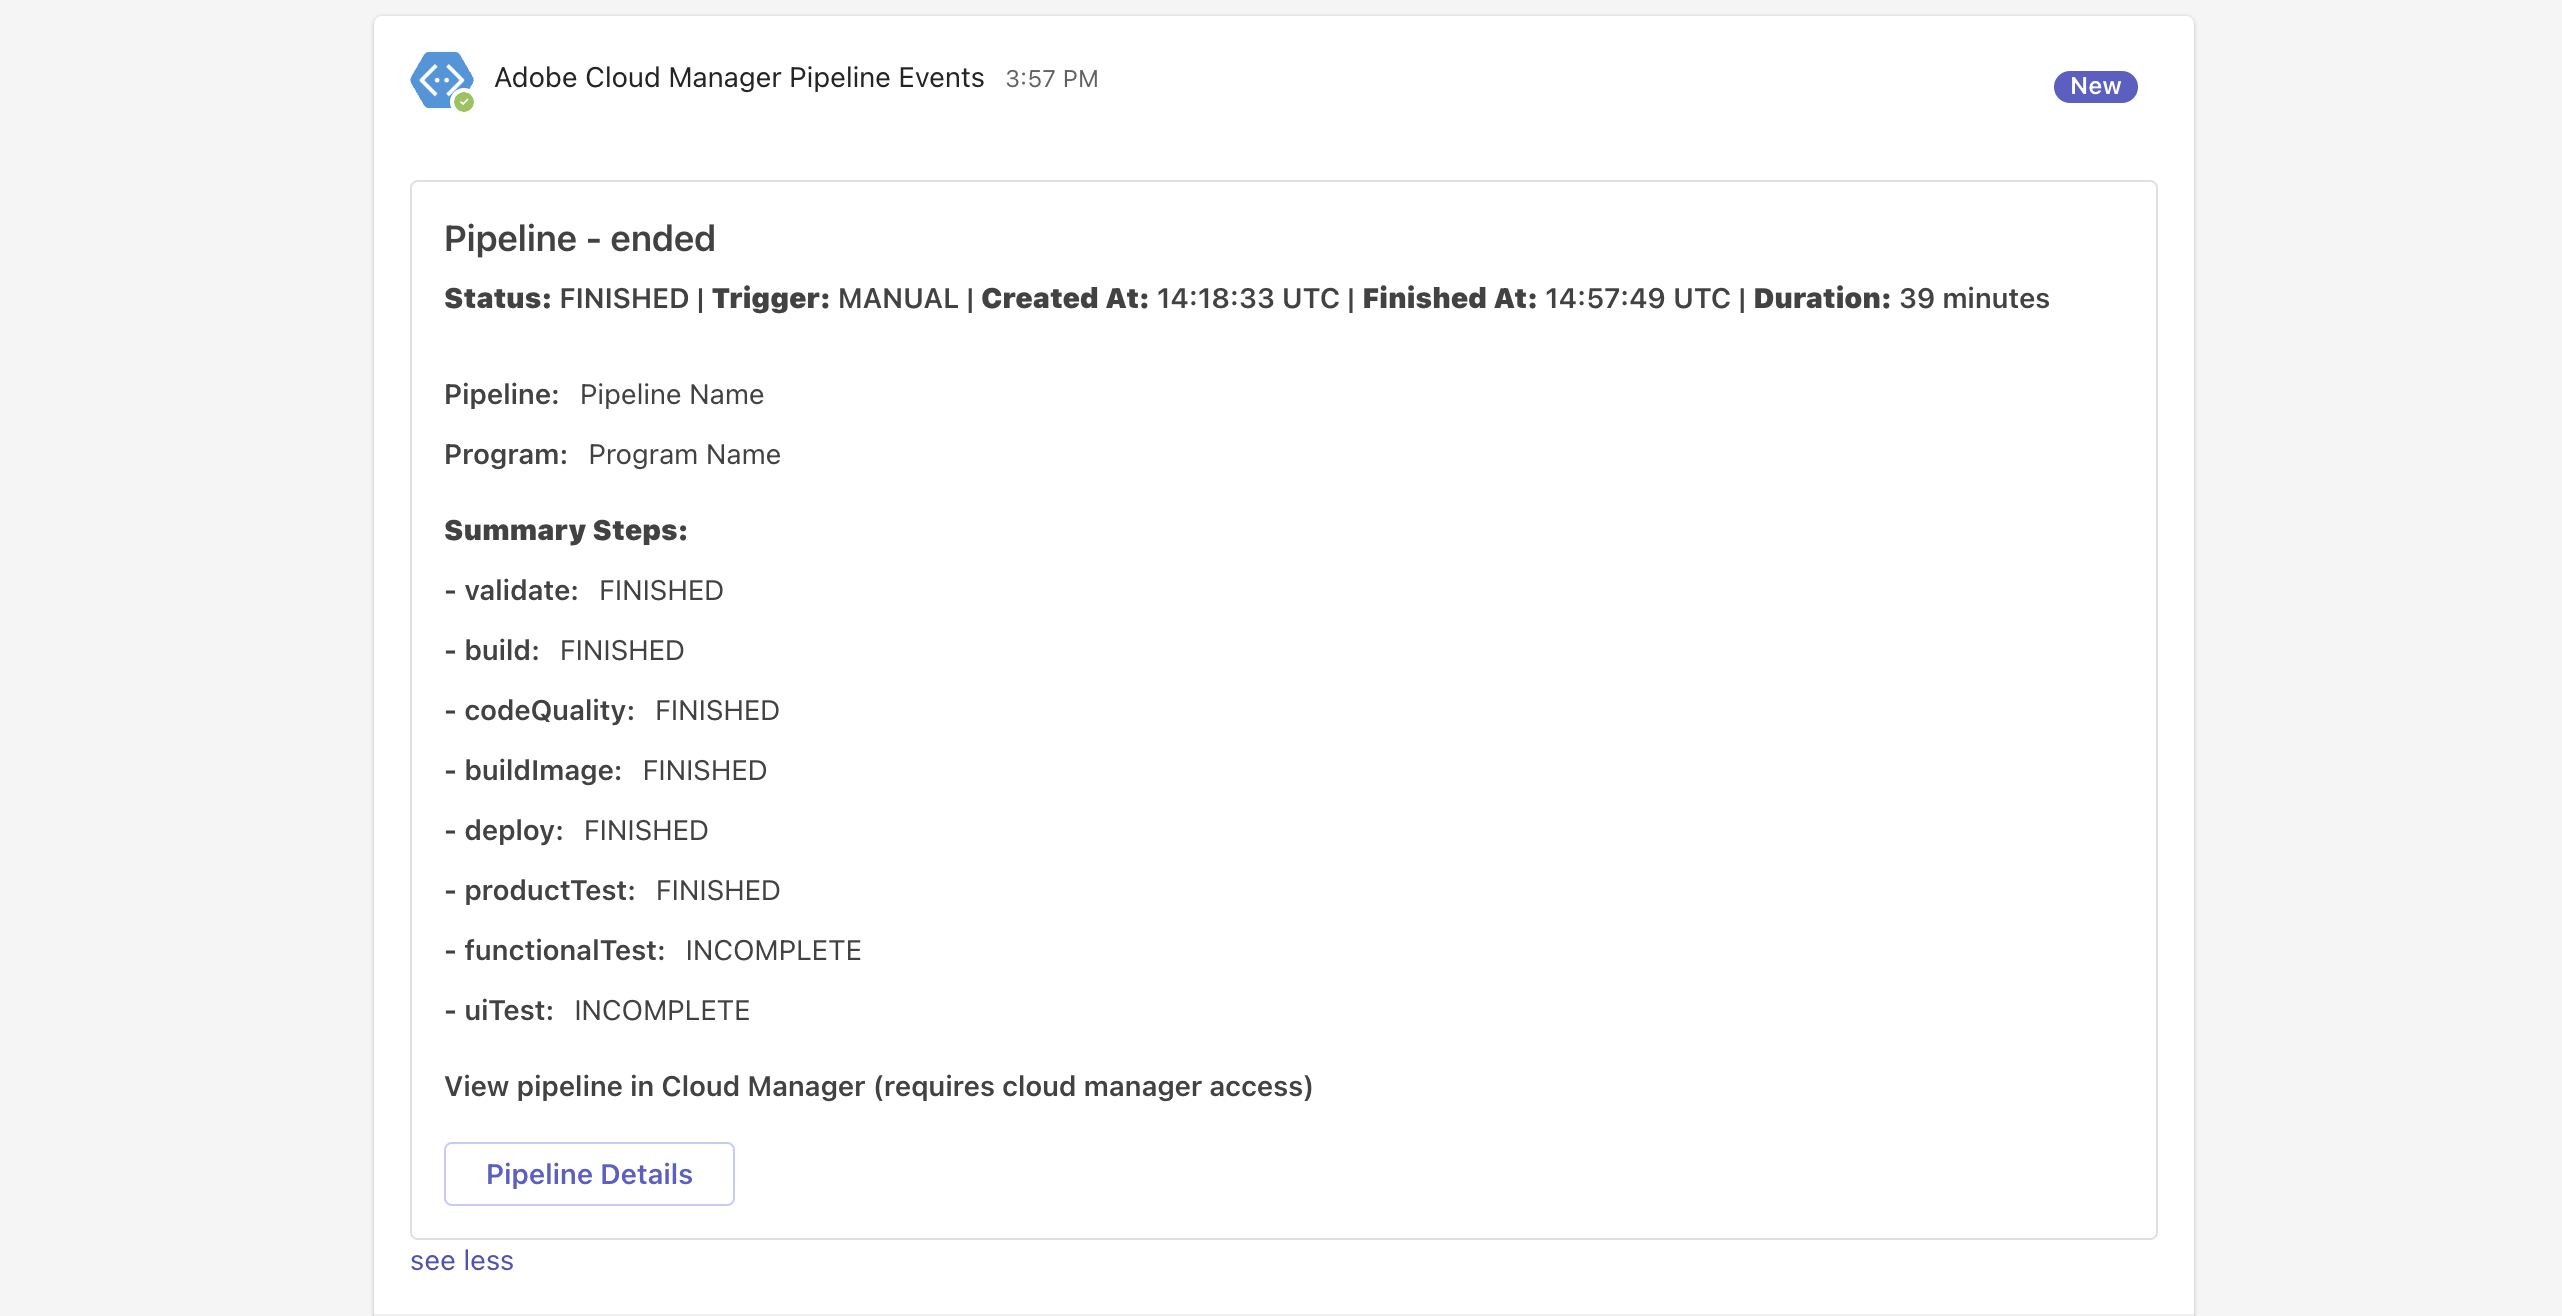 Adobe Cloud Manager Pipeline Events 3:57 PM
New
Pipeline - ended
Status: FINISHED | Trigger: MANUAL | Created At: 14:18:33 UTC | Finished At: 14:57:49 UTC | Duration: 39 minutes
Pipeline: Pipeline Name
Program: Program Name
Summary Steps:
- validate: FINISHED
- build: FINISHED
- codeQuality: FINISHED
- buildImage: FINISHED
- deploy: FINISHED
- productTest: FINISHED
- functionalTest: INCOMPLETE
- uiTest: INCOMPLETE
View pipeline in Cloud Manager (requires cloud manager access)
Pipeline Details
see less